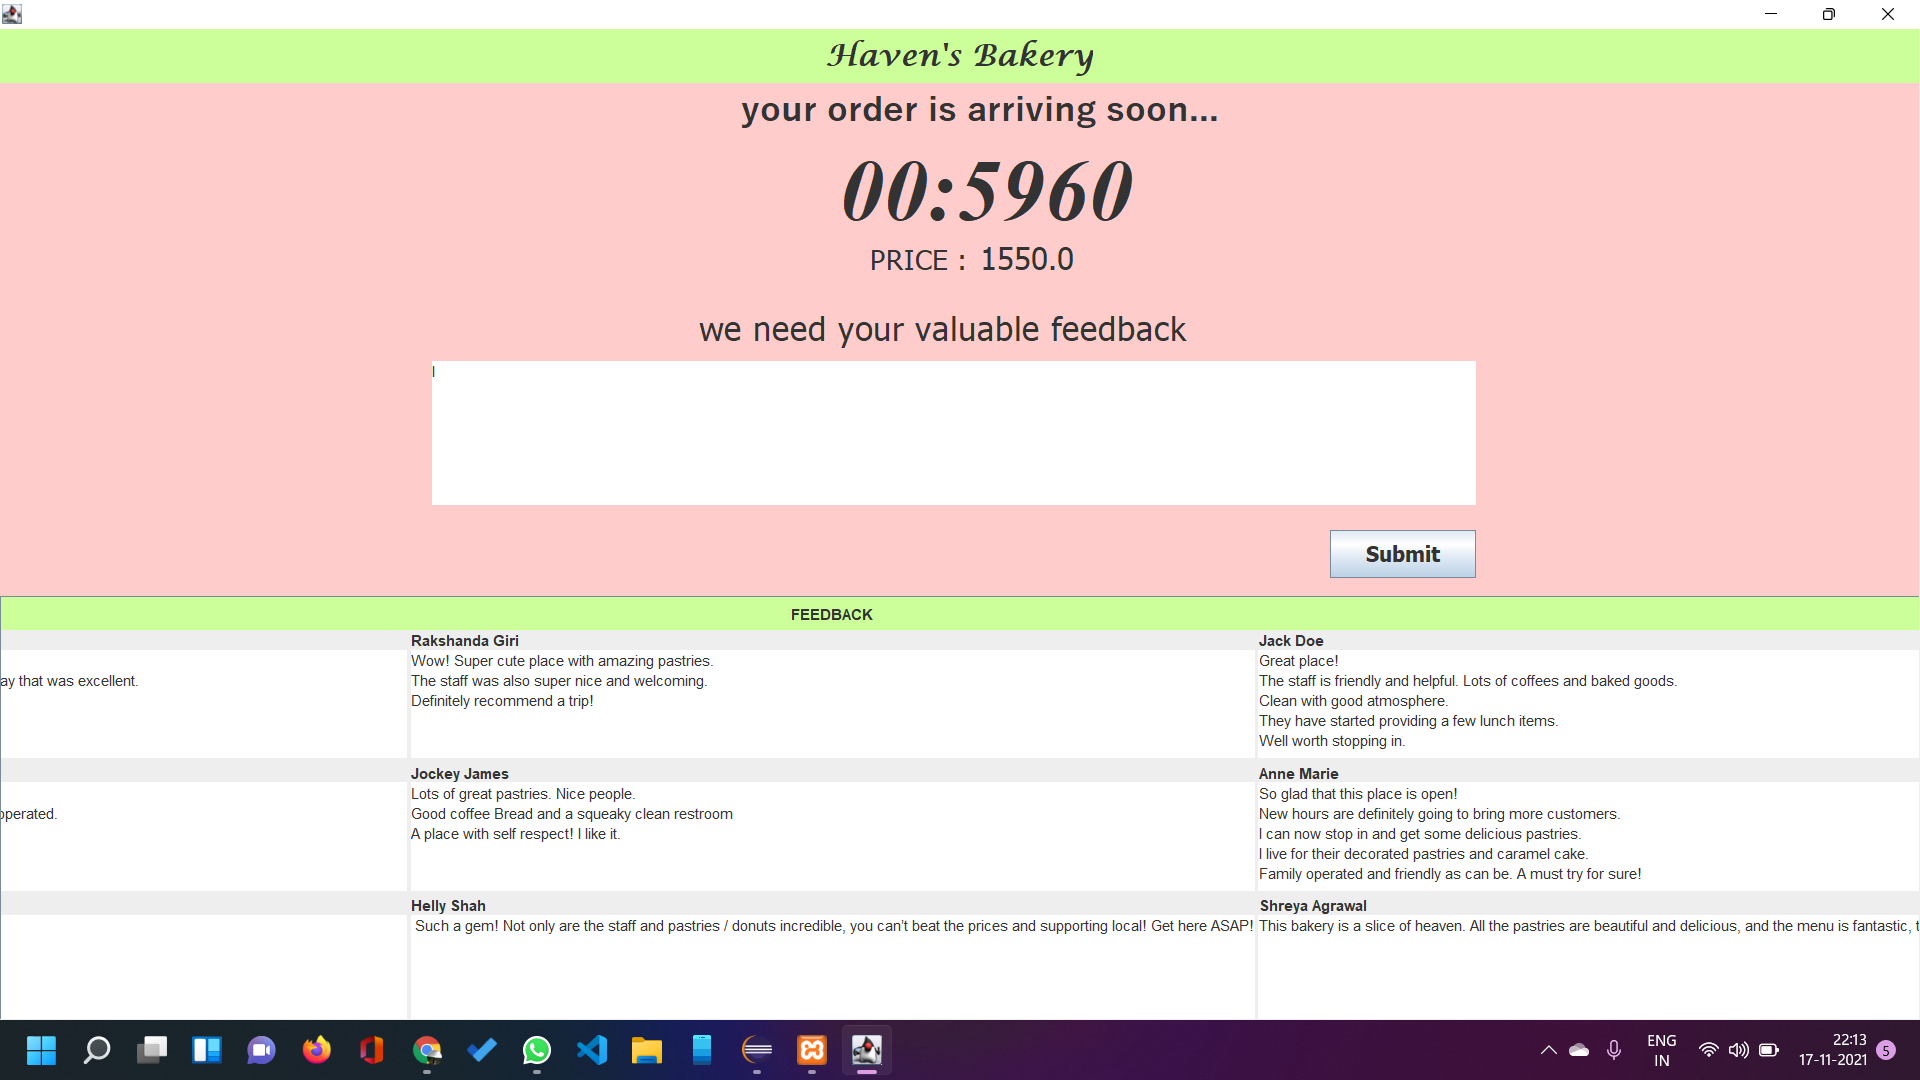 Haven's Bakery
your order is arriving soon...
00:5960
PRICE : 1550.0
we need your valuable feedback
Submit
FEEDBACK
ay that was excellent.
Rakshanda Giri
Wow! Super cute place with amazing pastries.
The staff was also super nice and welcoming.
Definitely recommend a trip!
Jack Doe
Great place!
The staff is friendly and helpful. Lots of coffees and baked goods.
Clean with good atmosphere.
They have started providing a few lunch items.
Well worth stopping in.
operated.
Jockey James
Lots of great pastries. Nice people.
Good coffee Bread and a squeaky clean restroom
A place with self respect! I like it.
Anne Marie
So glad that this place is open!
New hours are definitely going to bring more customers.
I can now stop in and get some delicious pastries.
I live for their decorated pastries and caramel cake.
Family operated and friendly as can be. A must try for sure!
Helly Shah
Such a gem! Not only are the staff and pastries / donuts incredible, you can't beat the prices and supporting local! Get here ASAP!
Shreya Agrawal
This bakery is a slice of heaven. All the pastries are beautiful and delicious, and the menu is fantastic, t
ENG
IN
22:13
17-11-2021
5